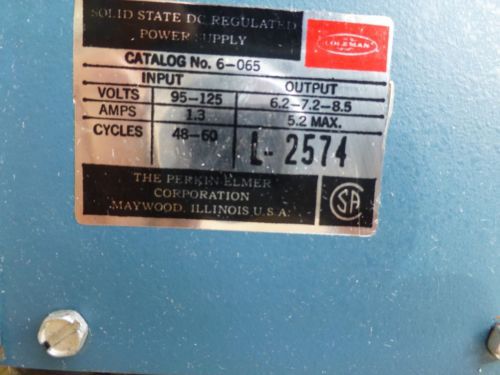 SOLID STATE DC REGULATED
POWER SUPPLY
COLEMAN
CATALOG No. 6-065
INPUT OUTPUT
VOLTS 95-125 6.2-7.2-8.5
AMPS 1.3 5.2 MAX.
CYCLES 48-60 L-2574
THE PERKIN-ELMER
CORPORATION
MAYWOOD, ILLINOIS U.S.A.
SA